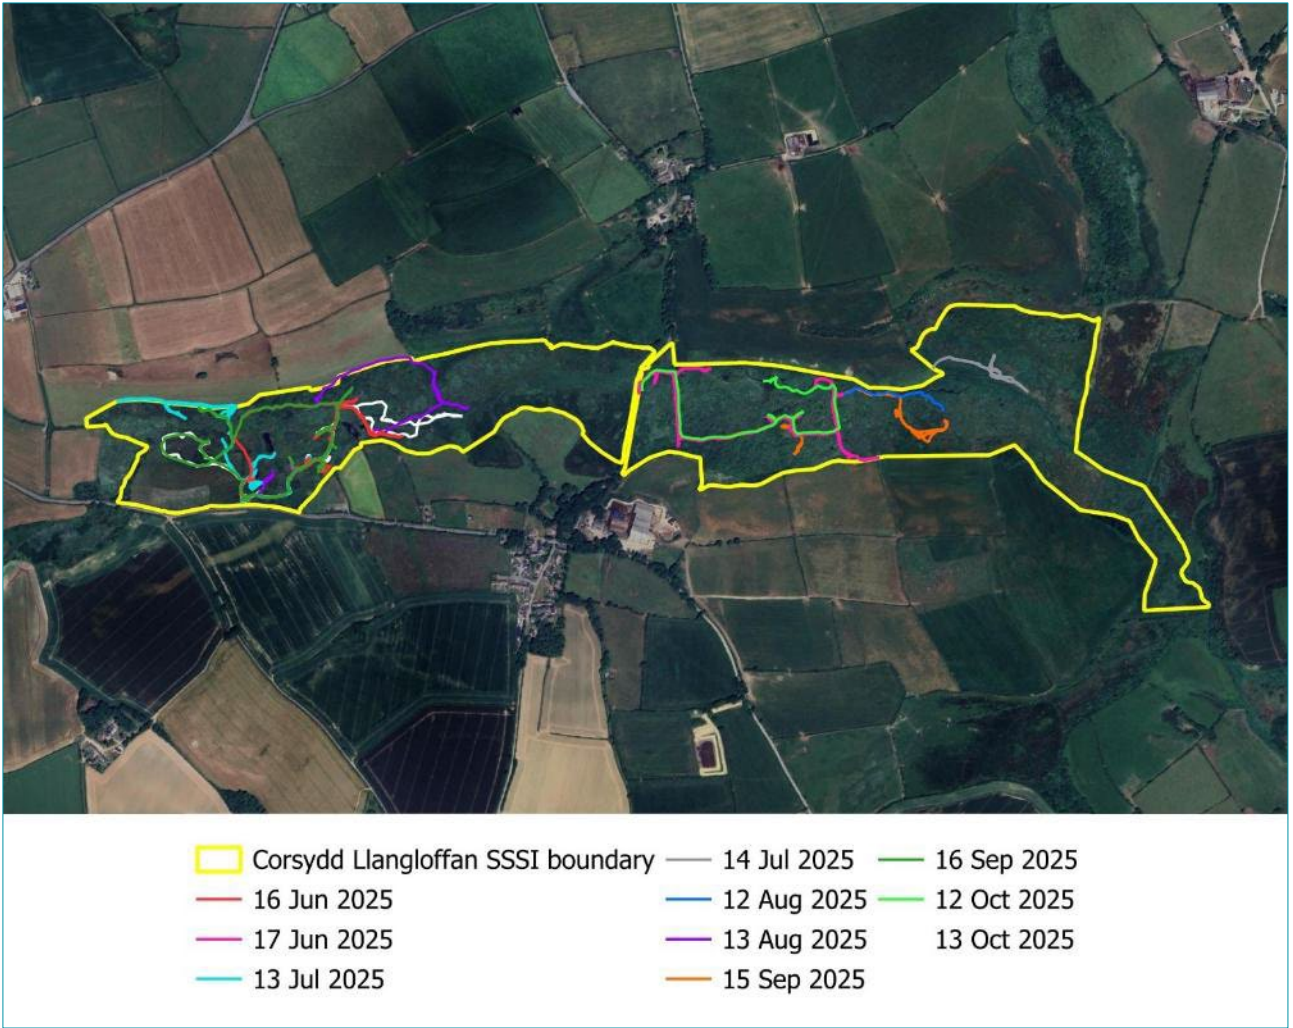 Corsydd Llangloffan SSSI boundary
16 Jun 2025
17 Jun 2025
13 Jul 2025
14 Jul 2025
12 Aug 2025
13 Aug 2025
15 Sep 2025
16 Sep 2025
12 Oct 2025
13 Oct 2025